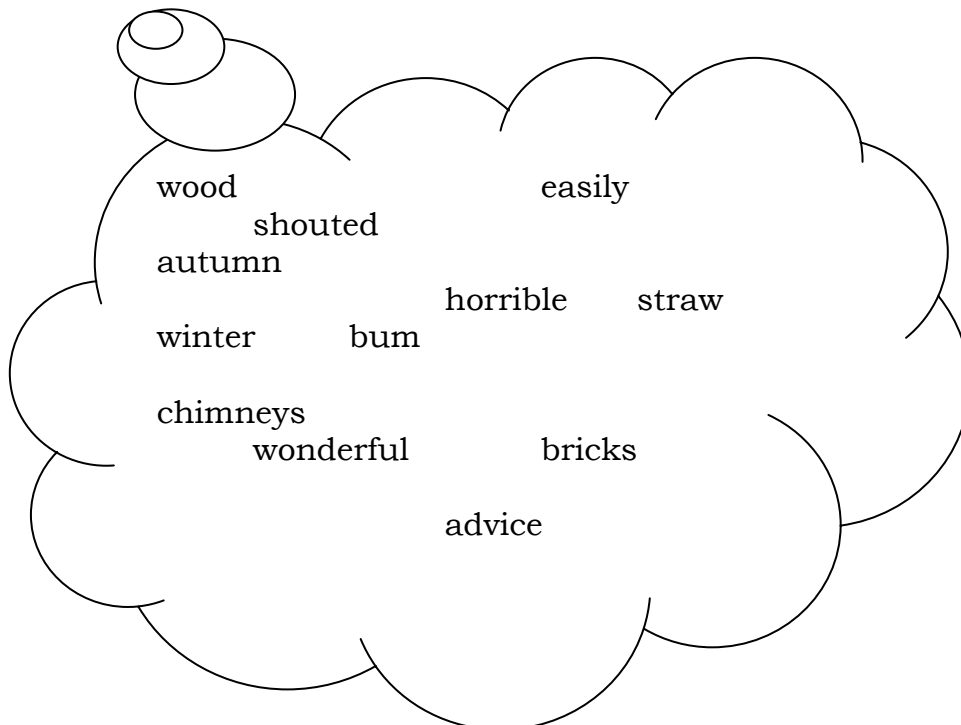 wood easily
shouted
autumn
horrible straw
winter bum
chimneys
wonderful bricks
advice